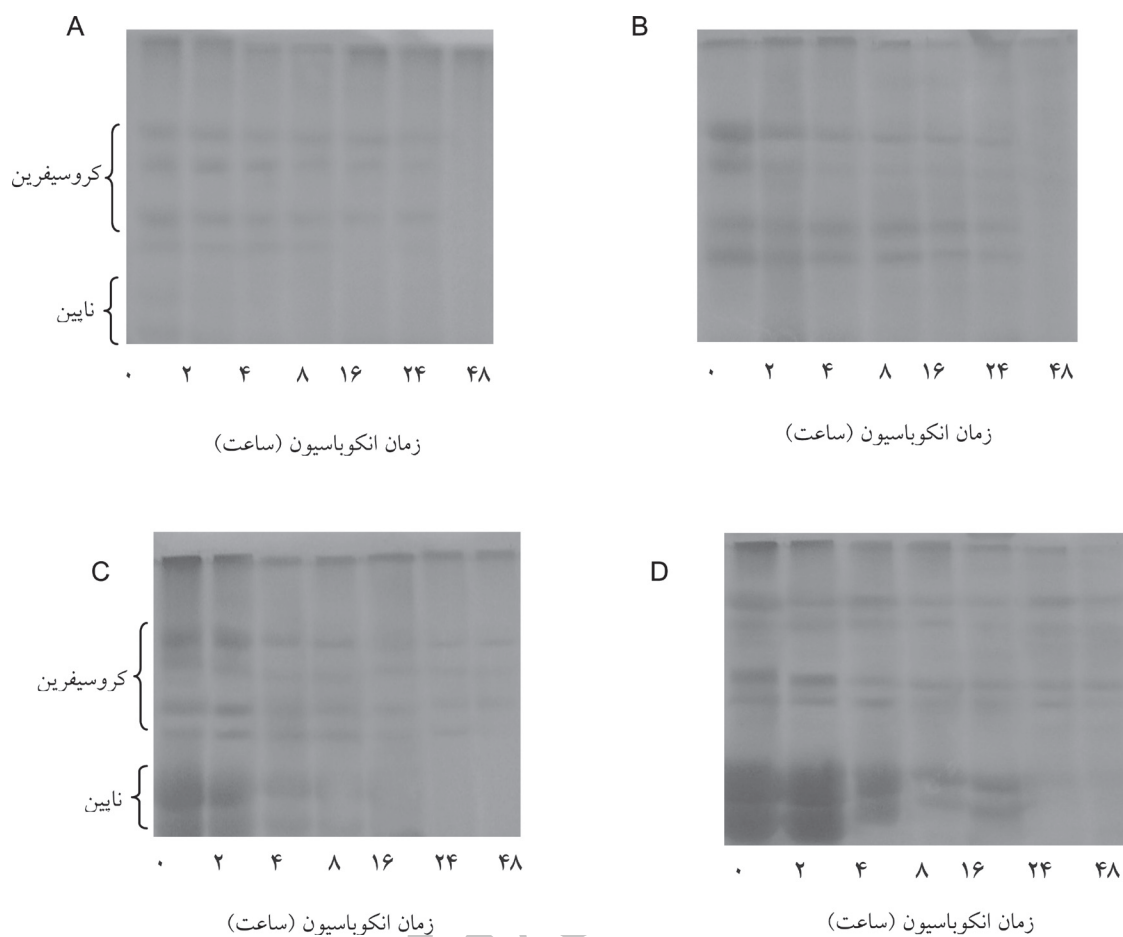 A
B
کروسیفرین
ناپین
۰ ۲ ۴ ۸ ۱۶ ۲۴ ۴۸
۰ ۲ ۴ ۸ ۱۶ ۲۴ ۴۸
زمان انکوباسیون (ساعت)
زمان انکوباسیون (ساعت)
C
D
کروسیفرین
ناپین
۰ ۲ ۴ ۸ ۱۶ ۲۴ ۴۸
۰ ۲ ۴ ۸ ۱۶ ۲۴ ۴۸
زمان انکوباسیون (ساعت)
زمان انکوباسیون (ساعت)